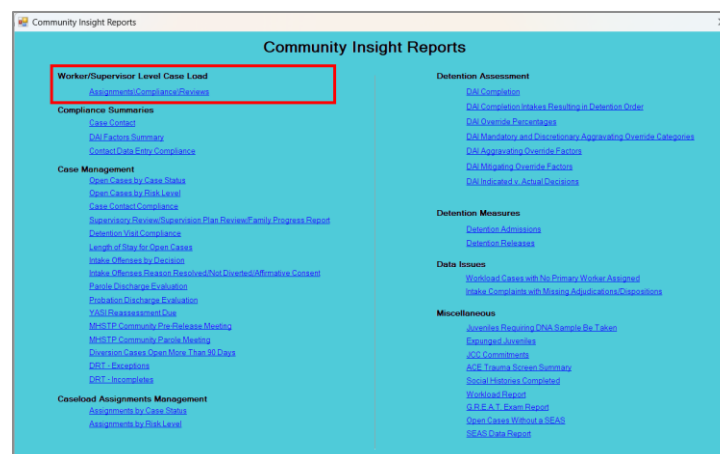 Community Insight Reports
Community Insight Reports
Worker/Supervisor Level Case Load
Assignments\Compliance\Reviews
Compliance Summaries
Case Contact
DAI Factors Summary
Contact Data Entry Compliance
Case Management
Open Cases by Case Status
Open Cases by Risk Level
Case Contact Compliance
Supervisory Review/Supervision Plan Review/Family Progress Report
Detention Visit Compliance
Length of Stay for Open Cases
Intake Offenses by Decision
Intake Offenses Reason Resolved/Not Diverted/Affirmative Consent
Parole Discharge Evaluation
Probation Discharge Evaluation
YASI Reassessment Due
MHSTP Community Pre-Release Meeting
MHSTP Community Parole Meeting
Diversion Cases Open More Than 90 Days
DRT - Exceptions
DRT - Incompletes
Caseload Assignments Management
Assignments by Case Status
Assignments by Risk Level
Detention Assessment
DAI Completion
DAI Completion Intakes Resulting in Detention Order
DAI Override Percentages
DAI Mandatory and Discretionary Aggravating Override Categories
DAI Aggravating Override Factors
DAI Mitigating Override Factors
DAI Indicated v. Actual Decisions
Detention Measures
Detention Admissions
Detention Releases
Data Issues
Workload Cases with No Primary Worker Assigned
Intake Complaints with Missing Adjudications/Dispositions
Miscellaneous
Juveniles Requiring DNA Sample Be Taken
Expunged Juveniles
JCC Commitments
ACE Trauma Screen Summary
Social Histories Completed
Workload Report
G.R.E.A.T. Exam Report
Open Cases Without a SEAS
SEAS Data Report